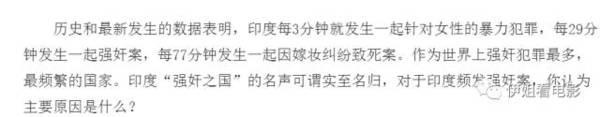 历史和最新发生的数据表明，印度每3分钟就发生一起针对女性的暴力犯罪，每29分
钟发生一起强奸案，每77分钟发生一起因嫁妆纠纷致死案。作为世界上强奸犯罪最多，
最频繁的国家。印度“强奸之国”的名声可谓实至名归，对于印度频发强奸案，你认为
主要原因是什么？
伊姐看电影